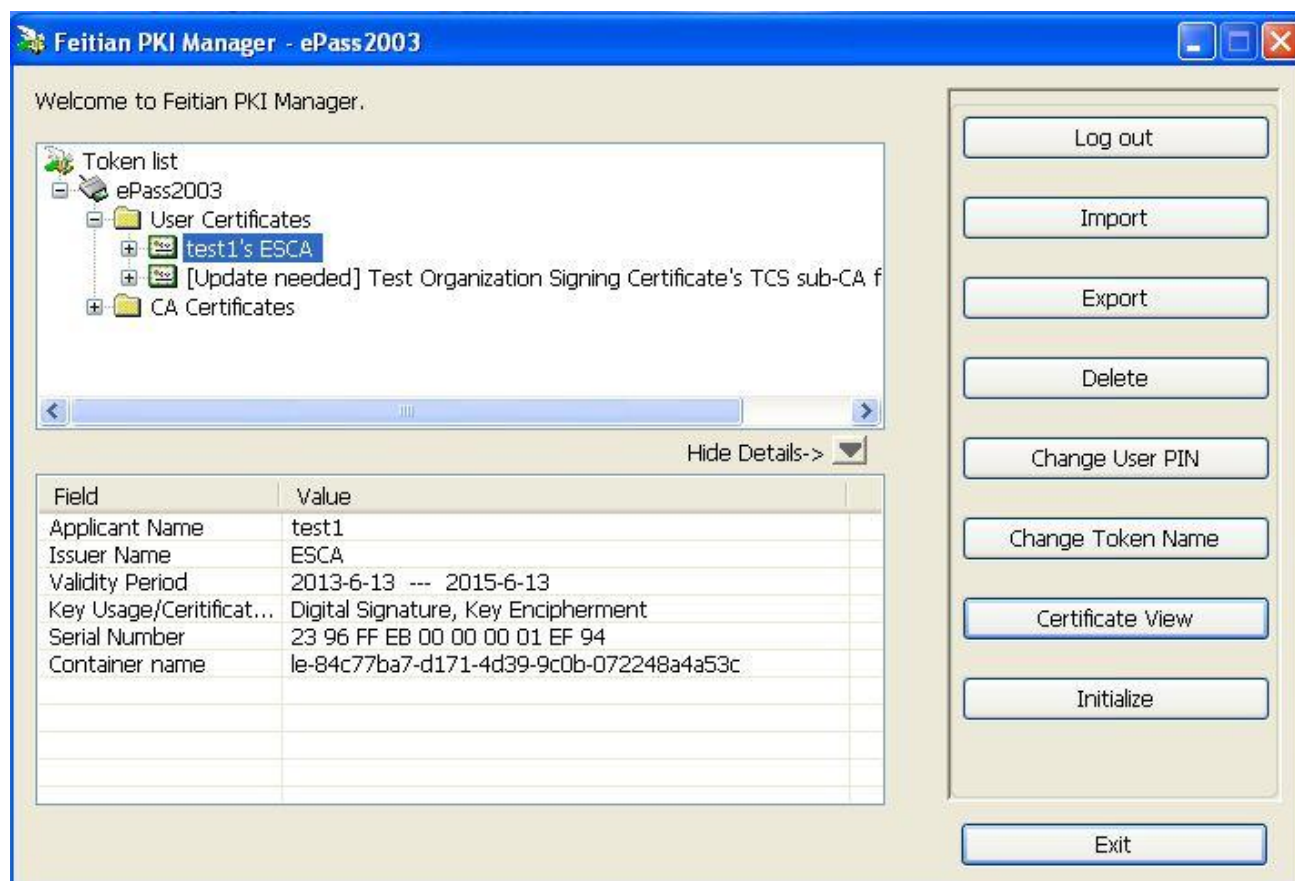 Feitian PKI Manager - ePass2003
Welcome to Feitian PKI Manager.
Token list
ePass2003
User Certificates
test1's ESCA
[Update needed] Test Organization Signing Certificate's TCS sub-CA f
CA Certificates
Hide Details->
Field Value
Applicant Name test1
Issuer Name ESCA
Validity Period 2013-6-13 --- 2015-6-13
Key Usage/Ceritificat... Digital Signature, Key Encipherment
Serial Number 23 96 FF EB 00 00 00 01 EF 94
Container name le-84c77ba7-d171-4d39-9c0b-072248a4a53c
Log out
Import
Export
Delete
Change User PIN
Change Token Name
Certificate View
Initialize
Exit